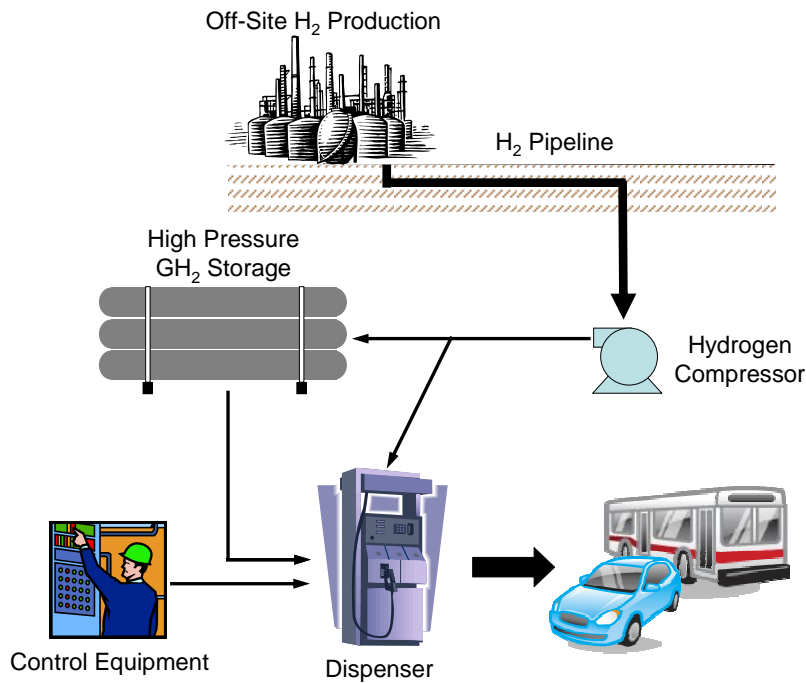 Off-Site H₂ Production
H₂ Pipeline
High Pressure
GH₂ Storage
Hydrogen
Compressor
Control Equipment
Dispenser